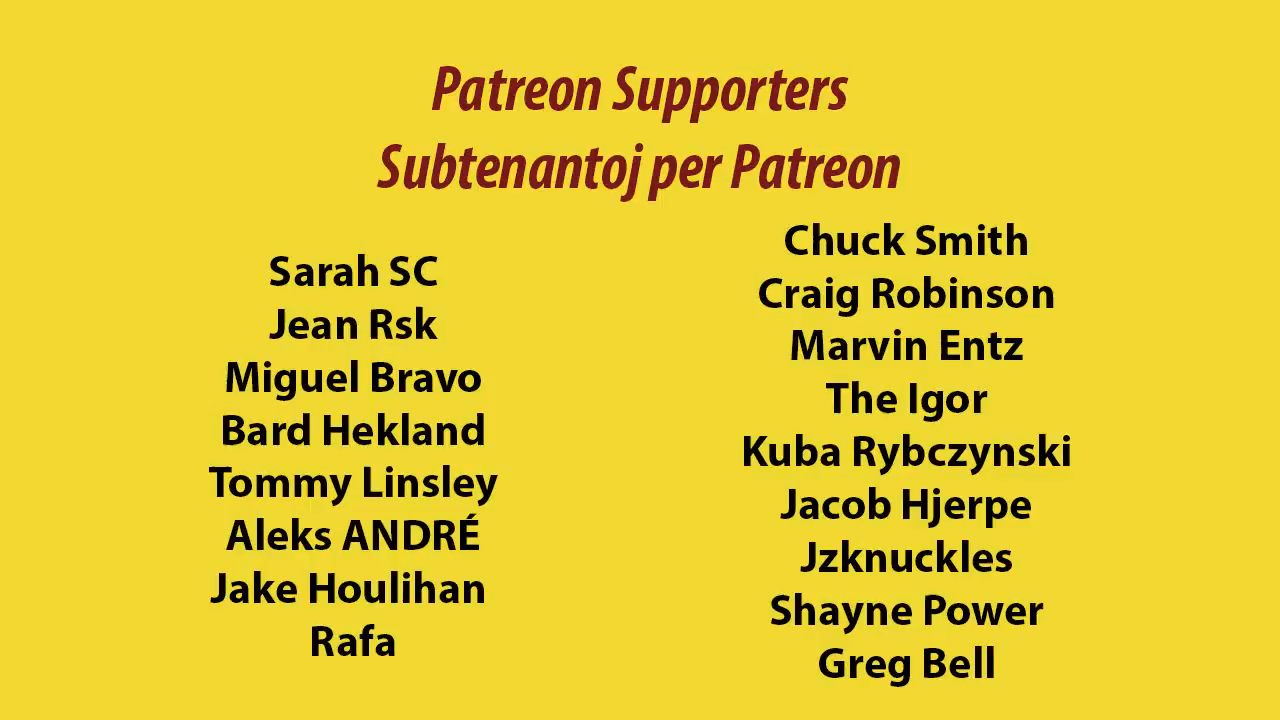 Patreon Supporters
Subtenantoj per Patreon
Sarah SC
Jean Rsk
Miguel Bravo
Bard Hekland
Tommy Linsley
Aleks ANDRÉ
Jake Houlihan
Rafa
Chuck Smith
Craig Robinson
Marvin Entz
The Igor
Kuba Rybczynski
Jacob Hjerpe
Jzknuckles
Shayne Power
Greg Bell